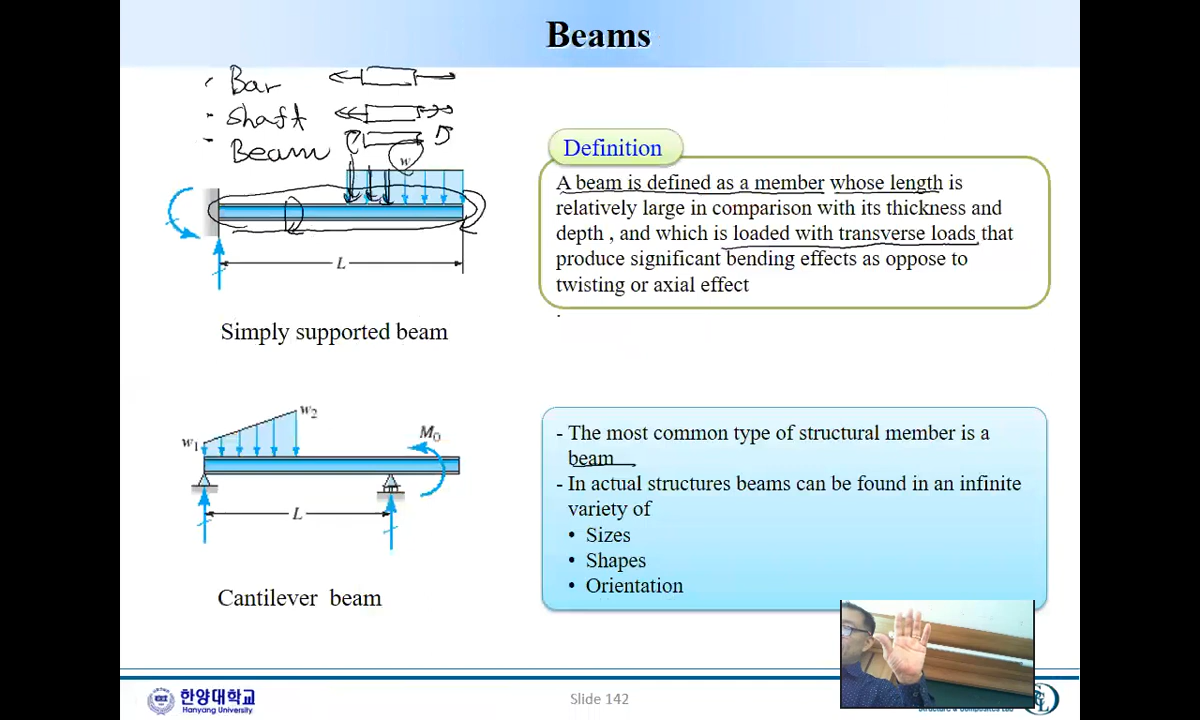 Beams
Bar
Shaft
Beam
w
L
Simply supported beam
Definition
A beam is defined as a member whose length is
relatively large in comparison with its thickness and
depth , and which is loaded with transverse loads that
produce significant bending effects as oppose to
twisting or axial effect
.
w1
w2
M0
L
Cantilever beam
- The most common type of structural member is a
beam
- In actual structures beams can be found in an infinite
variety of
• Sizes
• Shapes
• Orientation
한양대학교
Hanyang University
Slide 142